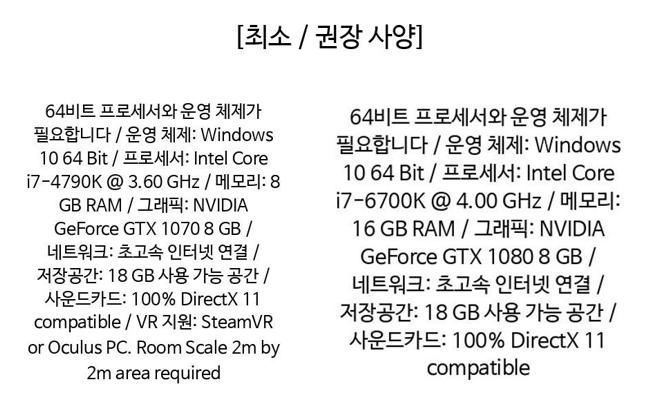 [최소 / 권장 사양]
64비트 프로세서와 운영 체제가
필요합니다 / 운영 체제: Windows
10 64 Bit / 프로세서: Intel Core
i7-4790K @ 3.60 GHz / 메모리: 8
GB RAM / 그래픽: NVIDIA
GeForce GTX 1070 8 GB /
네트워크: 초고속 인터넷 연결 /
저장공간: 18 GB 사용 가능 공간 /
사운드카드: 100% DirectX 11
compatible / VR 지원: SteamVR
or Oculus PC. Room Scale 2m by
2m area required
64비트 프로세서와 운영 체제가
필요합니다 / 운영 체제: Windows
10 64 Bit / 프로세서: Intel Core
i7-6700K @ 4.00 GHz / 메모리:
16 GB RAM / 그래픽: NVIDIA
GeForce GTX 1080 8 GB /
네트워크: 초고속 인터넷 연결 /
저장공간: 18 GB 사용 가능 공간 /
사운드카드: 100% DirectX 11
compatible